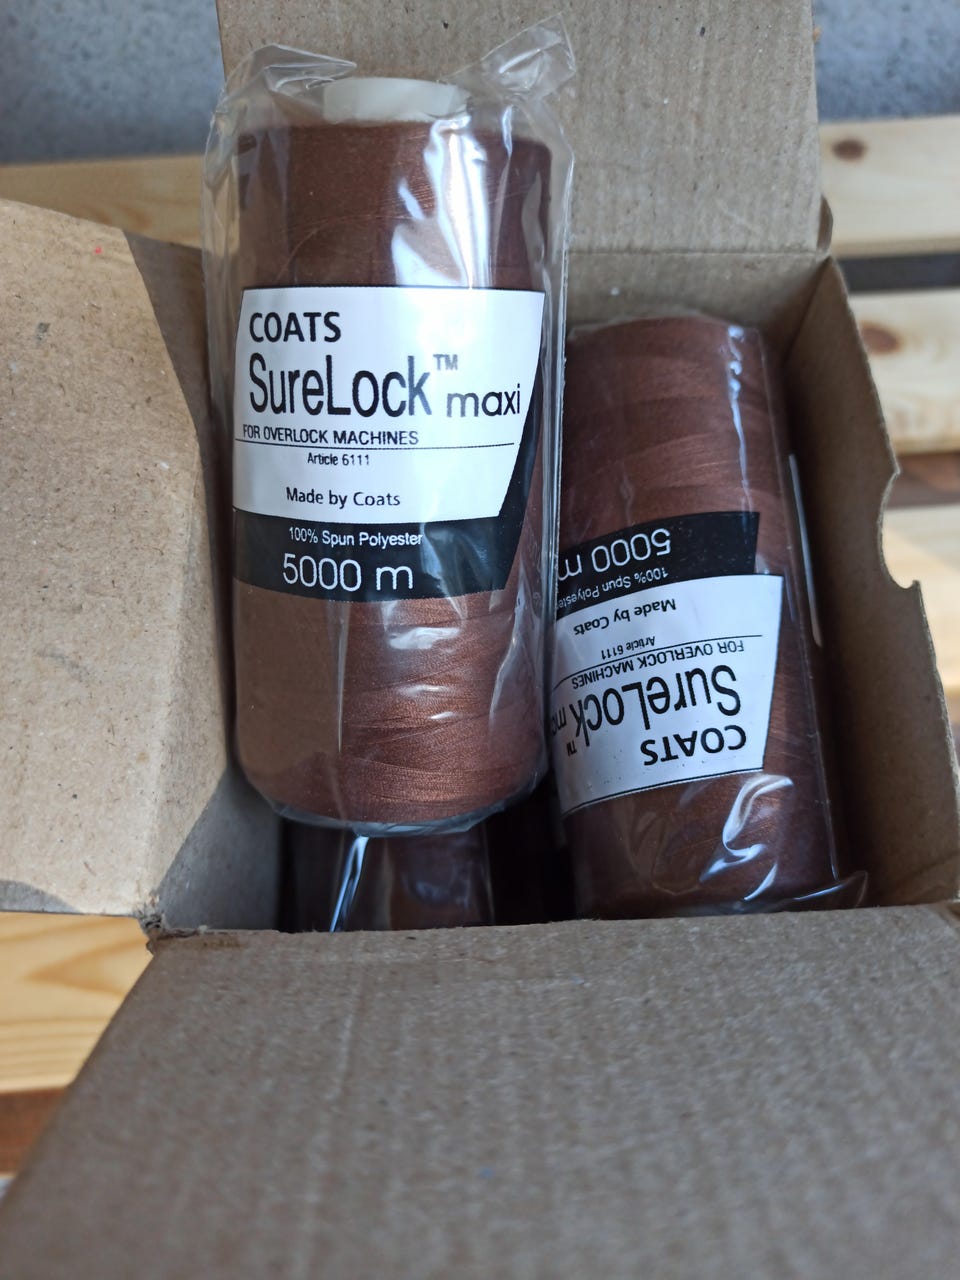 COATS
SureLock™ maxi
FOR OVERLOCK MACHINES
Article 6111
Made by Coats
100% Spun Polyester
5000 m
COATS
SureLock™
FOR OVERLOCK MACHINES
Article 6111
Made by Coats
100% Spun Polyester
5000 m